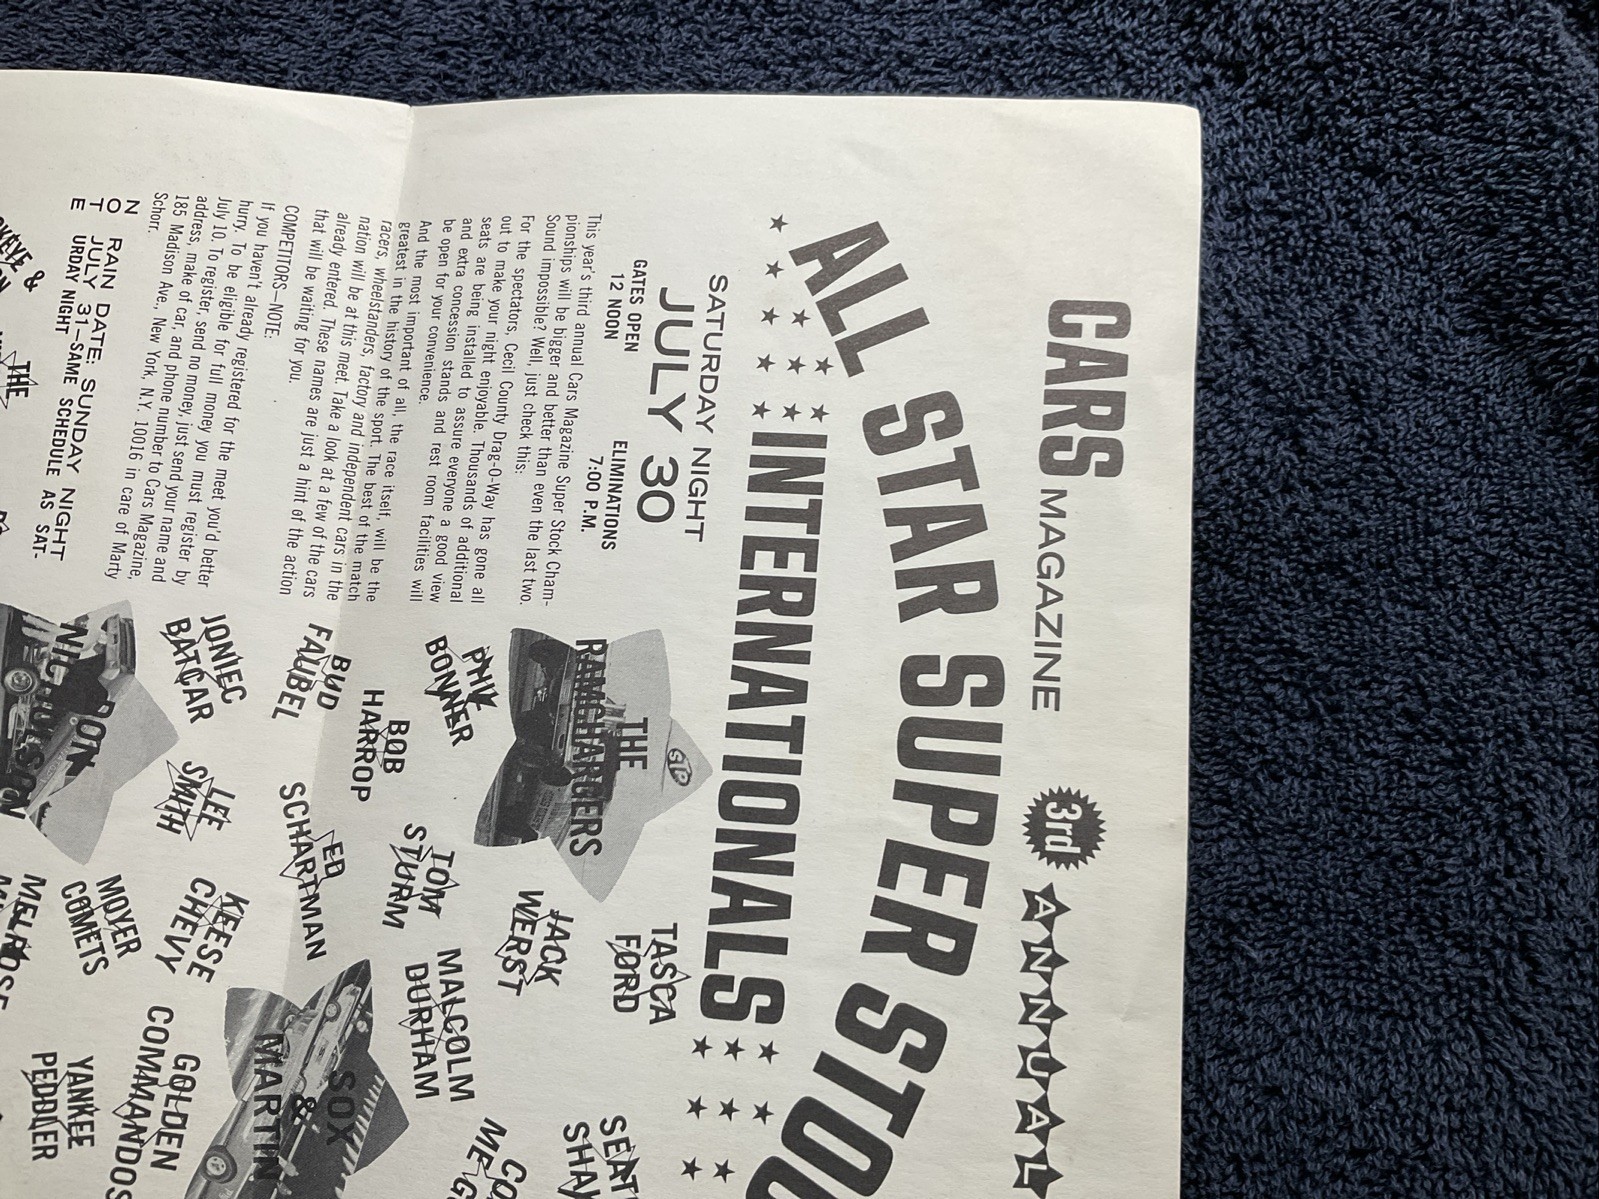 CARS MAGAZINE 3rd ANNUAL
ALL STAR SUPER
INTERNATIONALS
SATURDAY NIGHT
JULY 30
GATES OPEN
12 NOON
ELIMINATIONS
7:00 P.M.
This year's third annual Cars Magazine Super Stock Cham-
pionships will be bigger and better than even the last two.
Sound impossible? Well, just check this:
For the spectators, Cecil County Drag-O-Way has gone all
out to make your night enjoyable. Thousands of additional
seats are being installed to assure everyone a good view
and extra concession stands and rest room facilities will
be open for your convenience.
And the most important of all, the race itself, will be the
greatest in the history of the sport. The best of the match
racers, wheelstanders, factory and independent cars in the
nation will be at this meet. Take a look at a few of the cars
already entered. These names are just a hint of the action
that will be waiting for you.
COMPETITORS—NOTE:
If you haven't already registered for the meet you'd better
hurry. To be eligible for full money you must register by
July 10. To register, send no money, just send your name and
address, make of car, and phone number to Cars Magazine,
185 Madison Ave., New York, N.Y. 10016 in care of Marty
Schorr.
NOTE
RAIN DATE: SUNDAY NIGHT
JULY 31—SAME SCHEDULE AS SAT-
URDAY NIGHT
TASCA
FORD
STP
THE
RAMCHARGERS
JACK
WERST
PHIL
BONNER
TOM
STURM
MALCOLM
DURHAM
BOB
HARROP
BUD
FAUBEL
ED
SCHARTMAN
SOX
&
MARTIN
JONIEC
BATCAR
LEE
SMITH
KEESE
CHEVY
GOLDEN
COMMANDOS
MOYER
COMETS
YANKEE
PEDDLER
MELROSE
THE